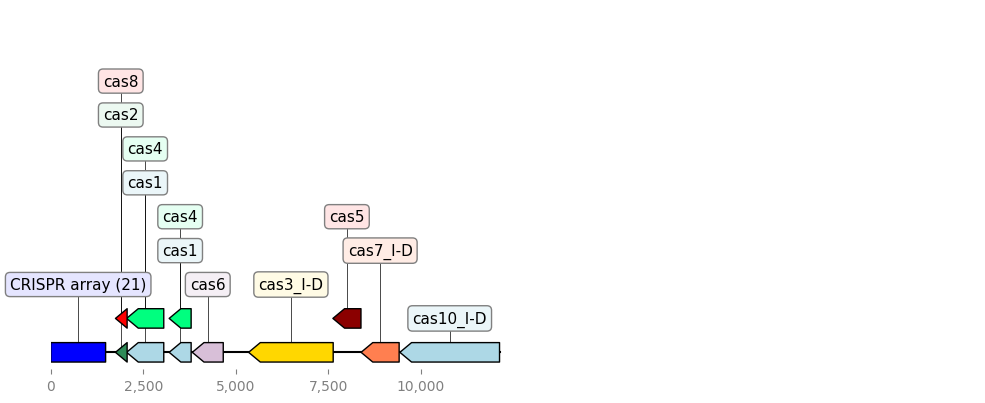 cas8
cas2
cas4
cas1
cas4
cas5
cas1
cas7_I-D
CRISPR array (21)
cas6
cas3_I-D
cas10_I-D
0
2,500
5,000
7,500
10,000